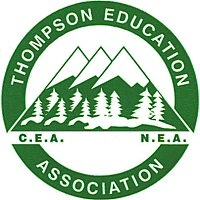 THOMPSON EDUCATION
C.E.A. N.E.A.
ASSOCIATION